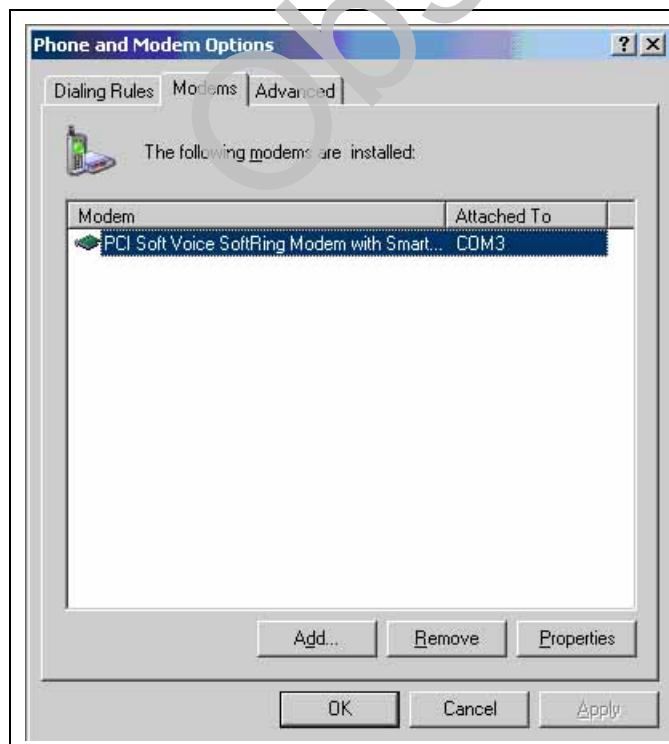 Phone and Modem Options
Dialing Rules Modems Advanced
The following modems are installed:
Modem Attached To
PCI Soft Voice SoftRing Modem with Smart... COM3
Add... Remove Properties
OK Cancel Apply